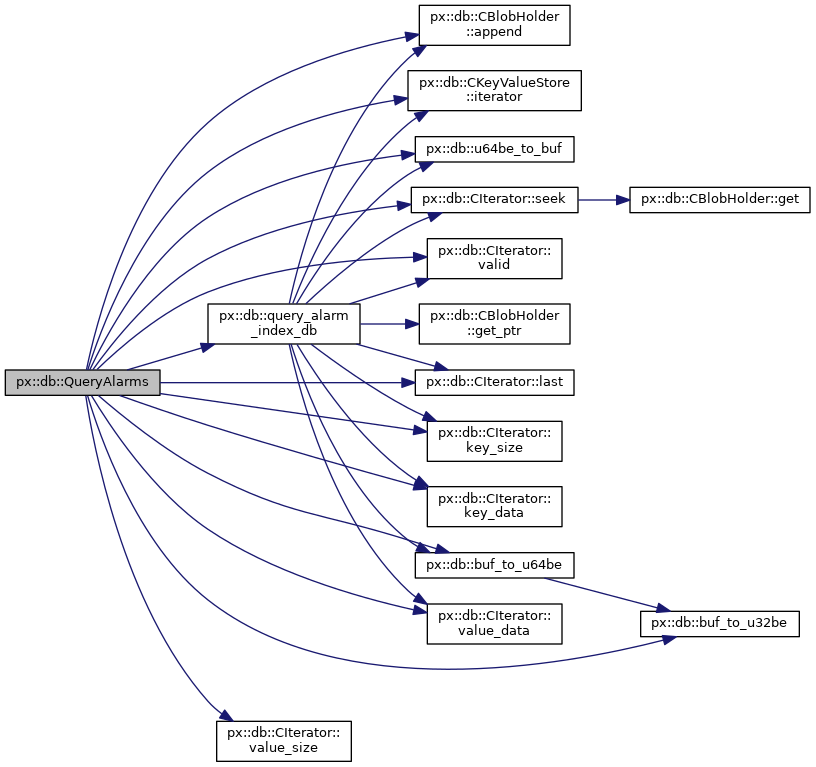 px::db::CBlobHolder
::append
px::db::CKeyValueStore
::iterator
px::db::u64be_to_buf
px::db::CIterator::seek
px::db::CBlobHolder::get
px::db::CIterator::
valid
px::db::query_alarm
_index_db
px::db::CBlobHolder
::get_ptr
px::db::QueryAlarms
px::db::CIterator::last
px::db::CIterator::
key_size
px::db::CIterator::
key_data
px::db::buf_to_u64be
px::db::CIterator::
value_data
px::db::buf_to_u32be
px::db::CIterator::
value_size